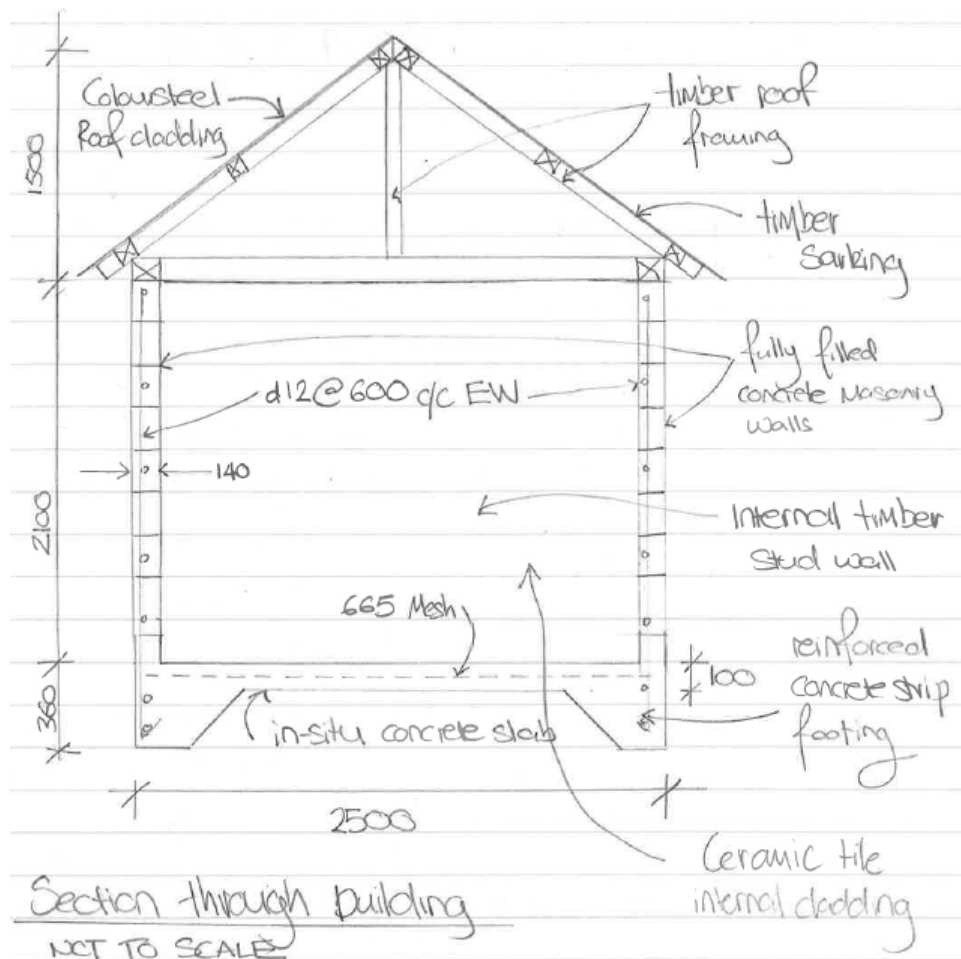 Coloursteel
Roof cladding
timber roof
framing
timber
sarking
1500
fully filled
concrete masonry
walls
d12@600 c/c EW
140
2100
Internal timber
stud wall
665 Mesh
reinforced
concrete strip
footing
100
360
in-situ concrete slab
2500
Ceramic tile
internal cladding
Section through building
NOT TO SCALE